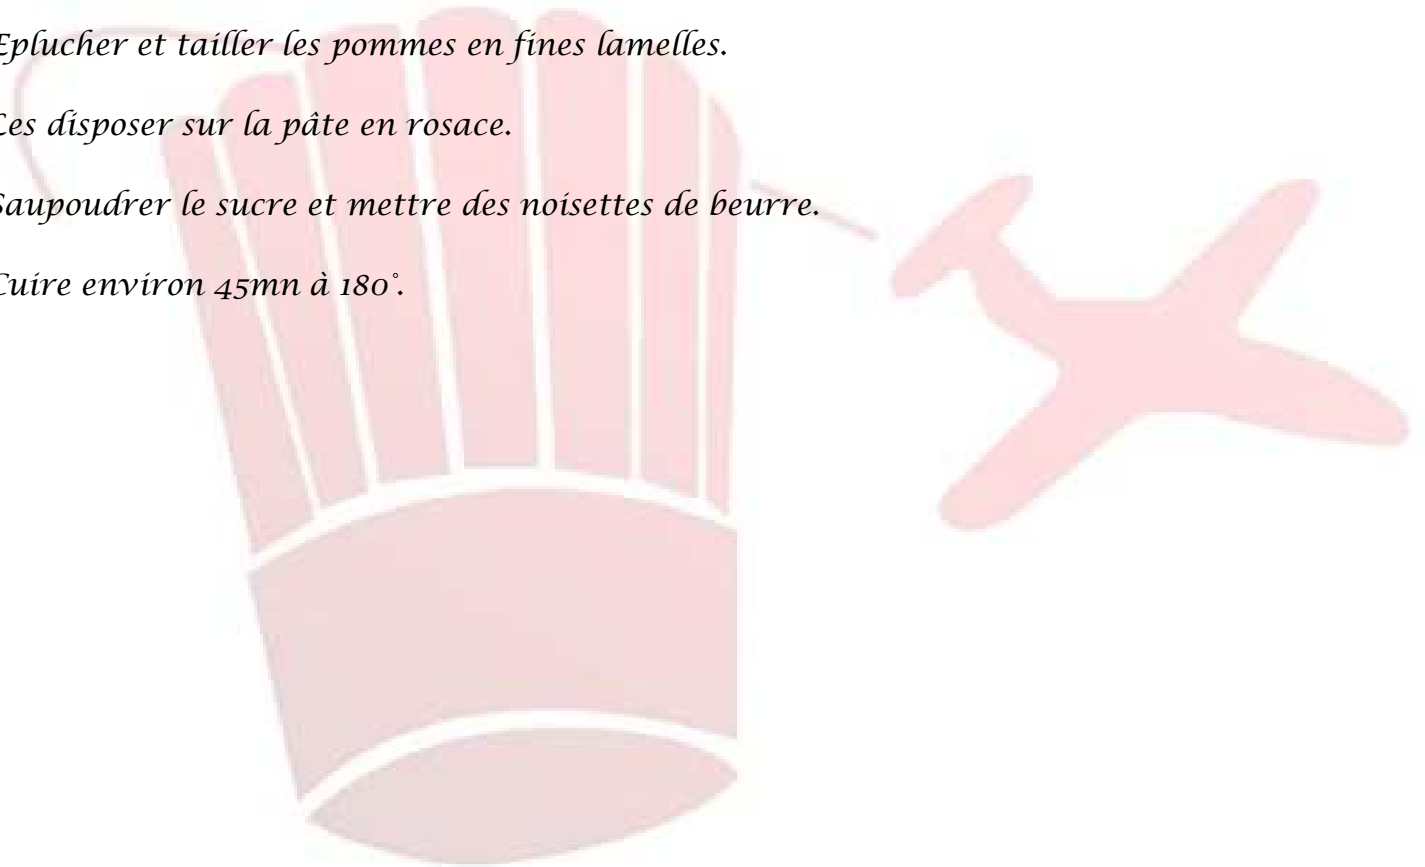 Eplucher et tailler les pommes en fines lamelles.
Les disposer sur la pâte en rosace.
Saupoudrer le sucre et mettre des noisettes de beurre.
Cuire environ 45mn à 180°.